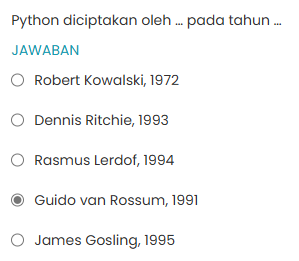 Python diciptakan oleh ... pada tahun ...
JAWABAN
Robert Kowalski, 1972
Dennis Ritchie, 1993
Rasmus Lerdof, 1994
Guido van Rossum, 1991
James Gosling, 1995